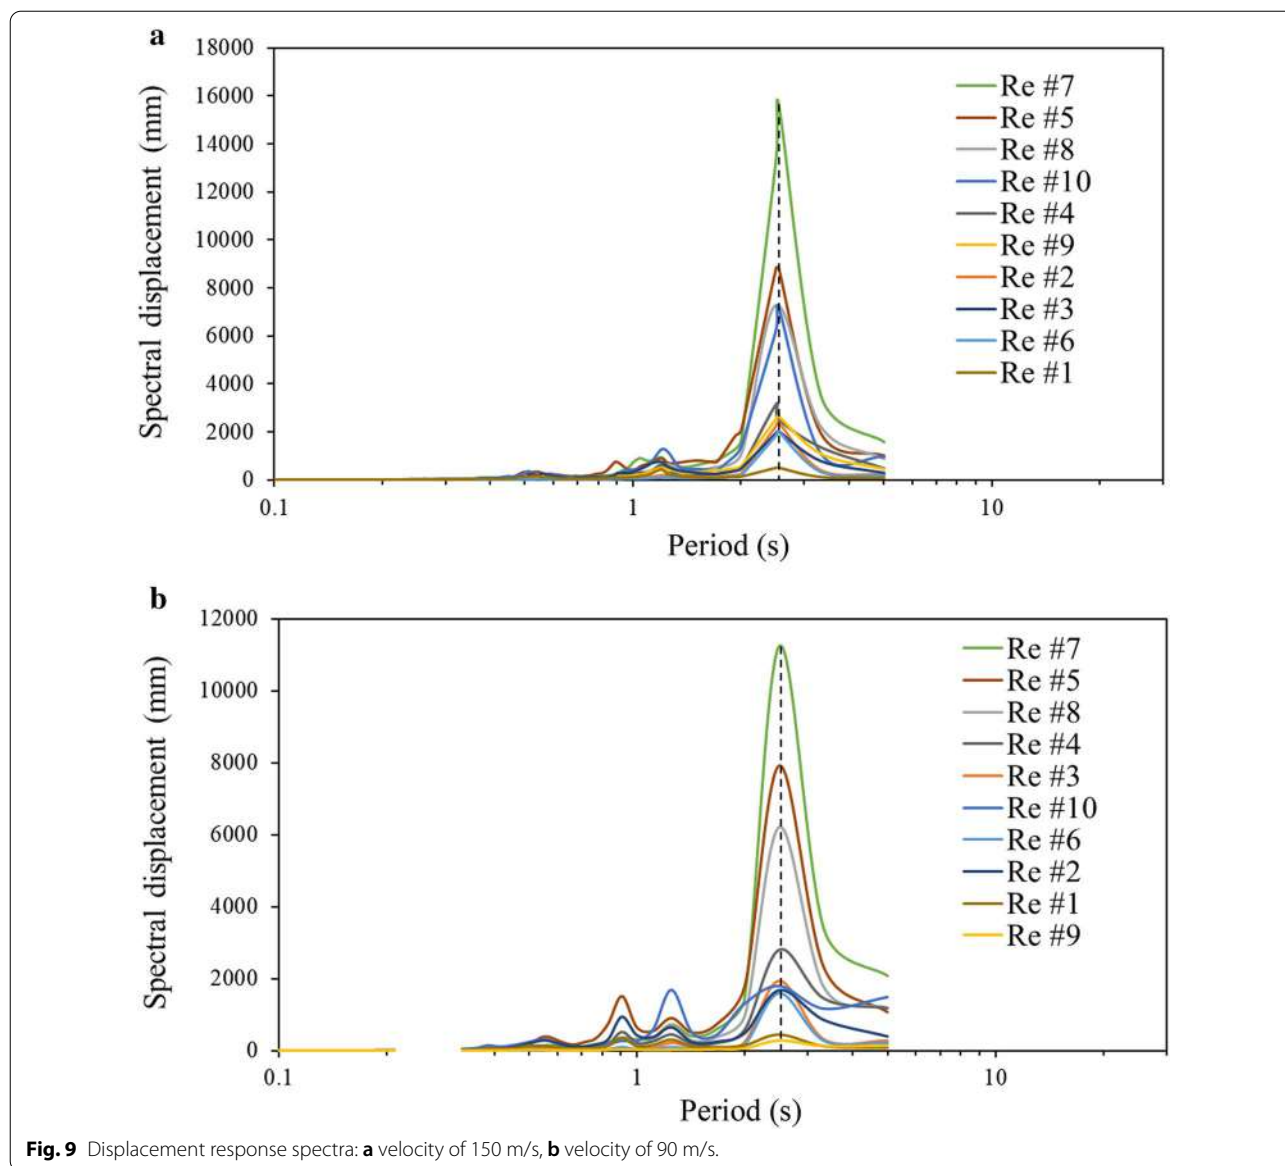 a
18000
16000
14000
12000
10000
8000
6000
4000
2000
0
Spectral displacement (mm)
0.1 1 10
Period (s)
Re #7
Re #5
Re #8
Re #10
Re #4
Re #9
Re #2
Re #3
Re #6
Re #1
b
12000
10000
8000
6000
4000
2000
0
Spectral displacement (mm)
0.1 1 10
Period (s)
Re #7
Re #5
Re #8
Re #4
Re #3
Re #10
Re #6
Re #2
Re #1
Re #9
Fig. 9 Displacement response spectra: a velocity of 150 m/s, b velocity of 90 m/s.